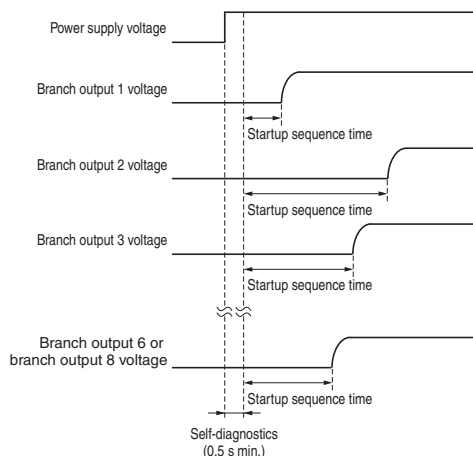 Power supply voltage
Branch output 1 voltage
Startup sequence time
Branch output 2 voltage
Startup sequence time
Branch output 3 voltage
Startup sequence time
Branch output 6 or
branch output 8 voltage
Startup sequence time
Self-diagnostics
(0.5 s min.)